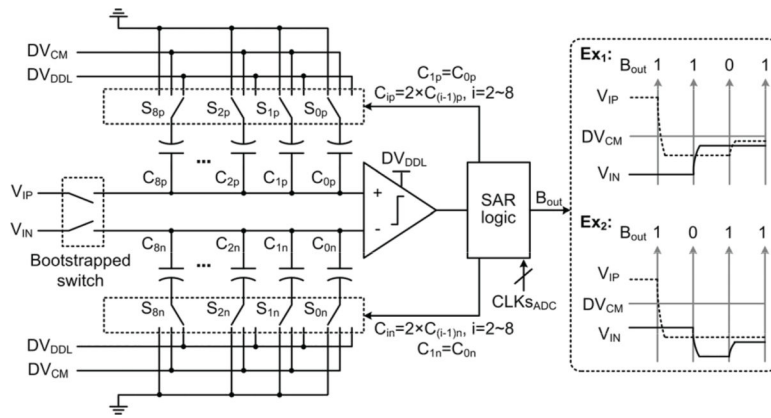 DV_CM
DV_DDL
S_8p S_2p S_1p S_0p
C_1p=C_0p
C_ip=2×C_(i-1)p, i=2~8
...
C_8p C_2p C_1p C_0p
DV_DDL
V_IP
V_IN
Bootstrapped
switch
+
-
SAR
logic
B_out
CLKs_ADC
C_8n C_2n C_1n C_0n
...
S_8n S_2n S_1n S_0n
C_in=2×C_(i-1)n, i=2~8
C_1n=C_0n
DV_DDL
DV_CM
Ex_1:
B_out 1 1 0 1
V_IP
DV_CM
V_IN
Ex_2:
B_out 1 0 1 1
V_IP
DV_CM
V_IN